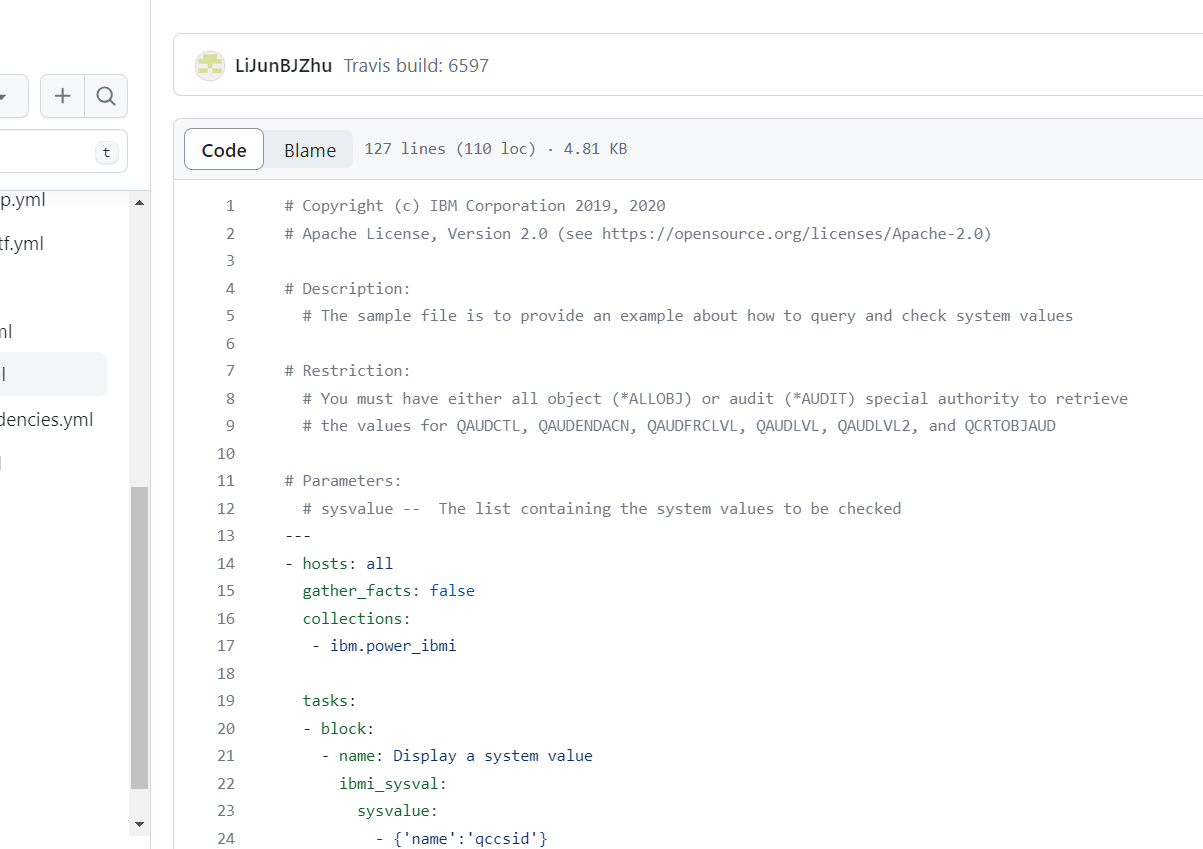 LiJunBJZhu Travis build: 6597
t
Code Blame 127 lines (110 loc) · 4.81 KB
p.yml
tf.yml
ml
l
dencies.yml
l
1 # Copyright (c) IBM Corporation 2019, 2020
2 # Apache License, Version 2.0 (see https://opensource.org/licenses/Apache-2.0)
3
4 # Description:
5 # The sample file is to provide an example about how to query and check system values
6
7 # Restriction:
8 # You must have either all object (*ALLOBJ) or audit (*AUDIT) special authority to retrieve
9 # the values for QAUDCTL, QAUDENDACN, QAUDFRCLVL, QAUDLVL, QAUDLVL2, and QCRTOBJAUD
10
11 # Parameters:
12 # sysvalue --  The list containing the system values to be checked
13 ---
14 - hosts: all
15 gather_facts: false
16 collections:
17 - ibm.power_ibmi
18
19 tasks:
20 - block:
21 - name: Display a system value
22 ibmi_sysval:
23 sysvalue:
24 - {'name':'qccsid'}